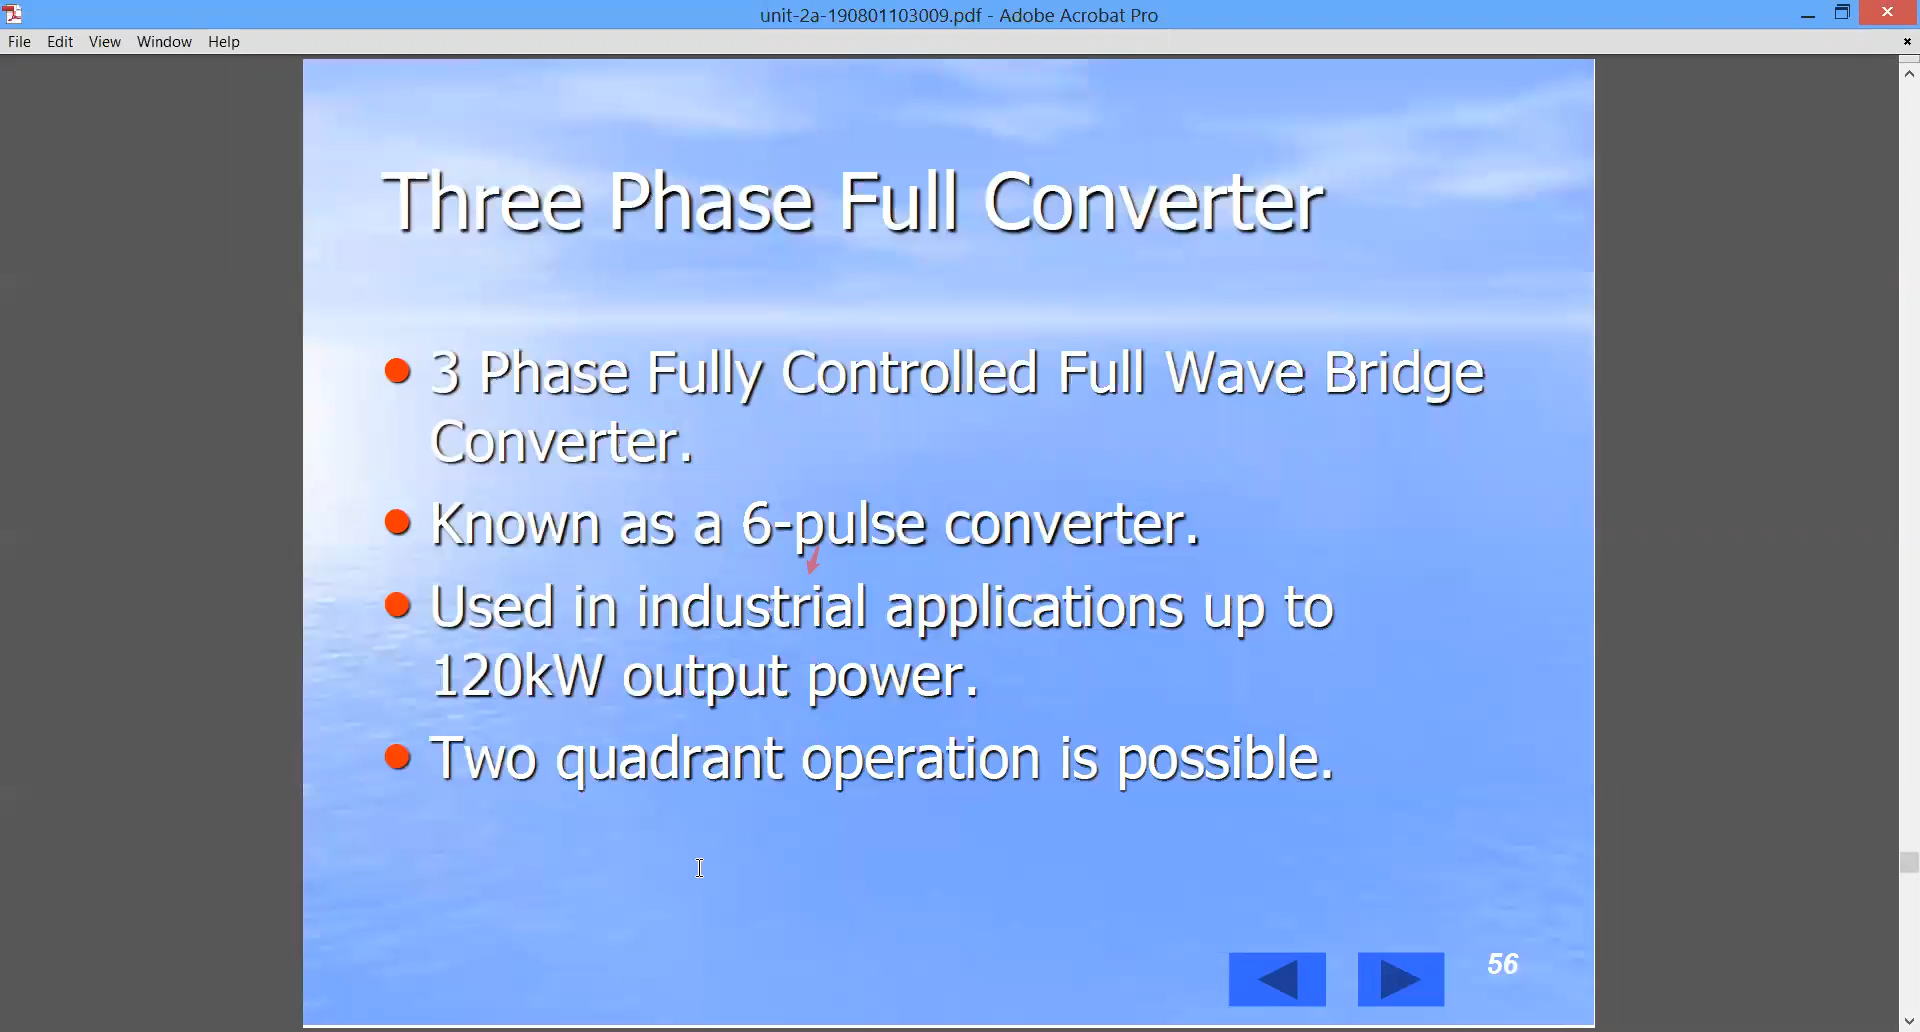 unit-2a-190801103009.pdf - Adobe Acrobat Pro
File Edit View Window Help
Three Phase Full Converter
3 Phase Fully Controlled Full Wave Bridge
Converter.
Known as a 6-pulse converter.
Used in industrial applications up to
120kW output power.
Two quadrant operation is possible.
56